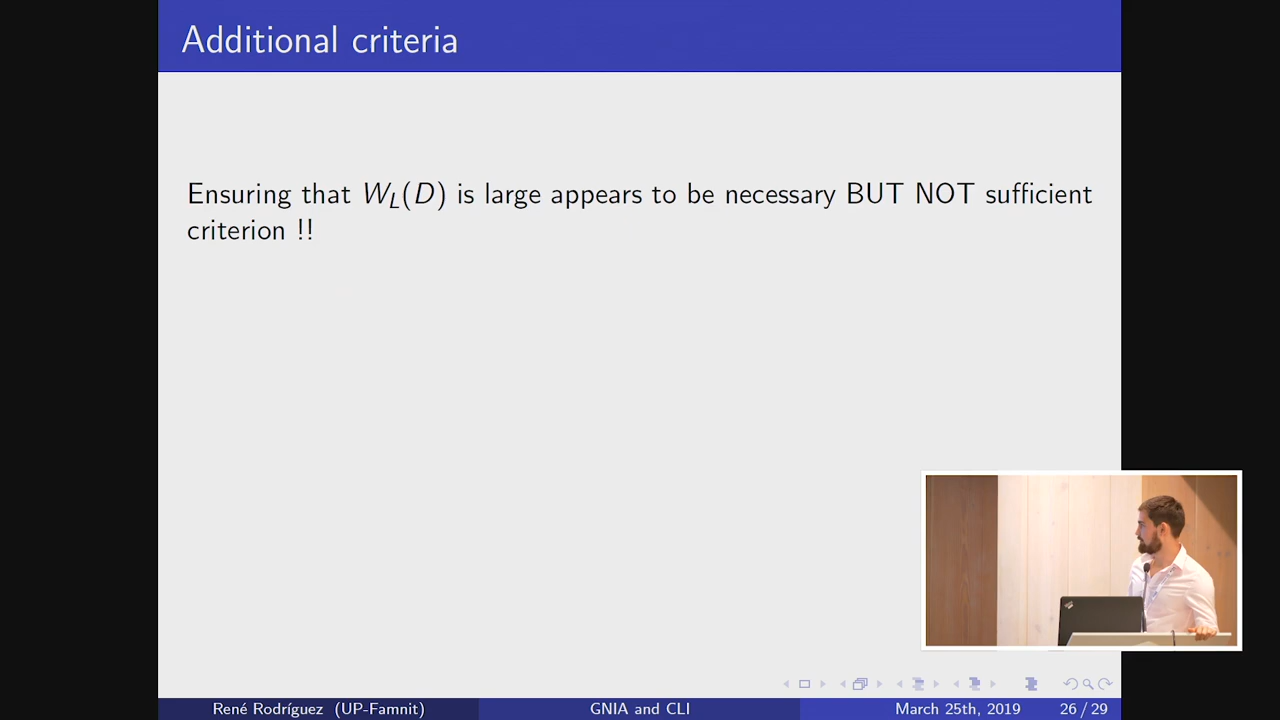 Additional criteria
Ensuring that W_L(D) is large appears to be necessary BUT NOT sufficient
criterion !!
René Rodríguez (UP-Famnit) GNIA and CLI March 25th, 2019 26 / 29